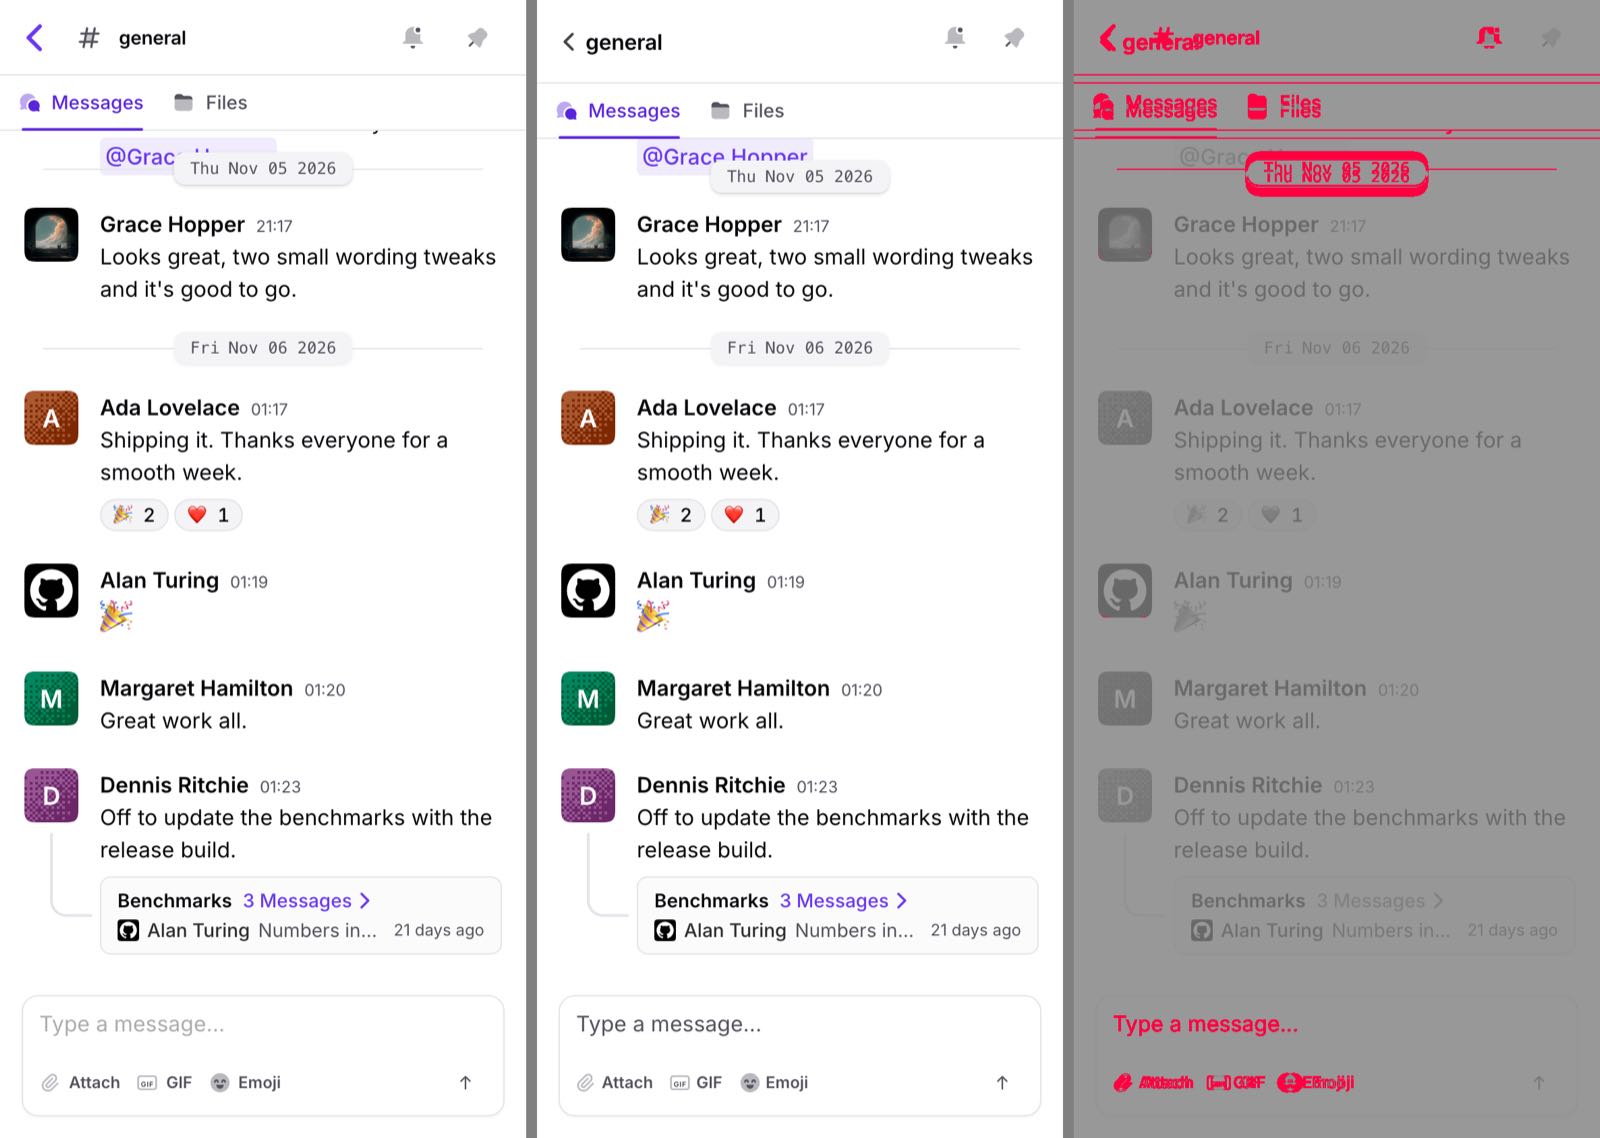 # general
Messages Files
@Grac
Thu Nov 05 2026
Grace Hopper 21:17
Looks great, two small wording tweaks
and it's good to go.
Fri Nov 06 2026
A
Ada Lovelace 01:17
Shipping it. Thanks everyone for a
smooth week.
🎉 2 ❤️ 1
Alan Turing 01:19
🎉
M
Margaret Hamilton 01:20
Great work all.
D
Dennis Ritchie 01:23
Off to update the benchmarks with the
release build.
Benchmarks 3 Messages >
Alan Turing Numbers in... 21 days ago
Type a message...
Attach GIF GIF Emoji
general
Messages Files
@Grace Hopper
Thu Nov 05 2026
Grace Hopper 21:17
Looks great, two small wording tweaks
and it's good to go.
Fri Nov 06 2026
A
Ada Lovelace 01:17
Shipping it. Thanks everyone for a
smooth week.
🎉 2 ❤️ 1
Alan Turing 01:19
🎉
M
Margaret Hamilton 01:20
Great work all.
D
Dennis Ritchie 01:23
Off to update the benchmarks with the
release build.
Benchmarks 3 Messages >
Alan Turing Numbers in... 21 days ago
Type a message...
Attach GIF GIF Emoji
general general
Messages Files
@Grac
Thu Nov 05 2026
Grace Hopper 21:17
Looks great, two small wording tweaks
and it's good to go.
Fri Nov 06 2026
A
Ada Lovelace 01:17
Shipping it. Thanks everyone for a
smooth week.
🎉 2 ❤️ 1
Alan Turing 01:19
🎉
M
Margaret Hamilton 01:20
Great work all.
D
Dennis Ritchie 01:23
Off to update the benchmarks with the
release build.
Benchmarks 3 Messages >
Alan Turing Numbers in... 21 days ago
Type a message...